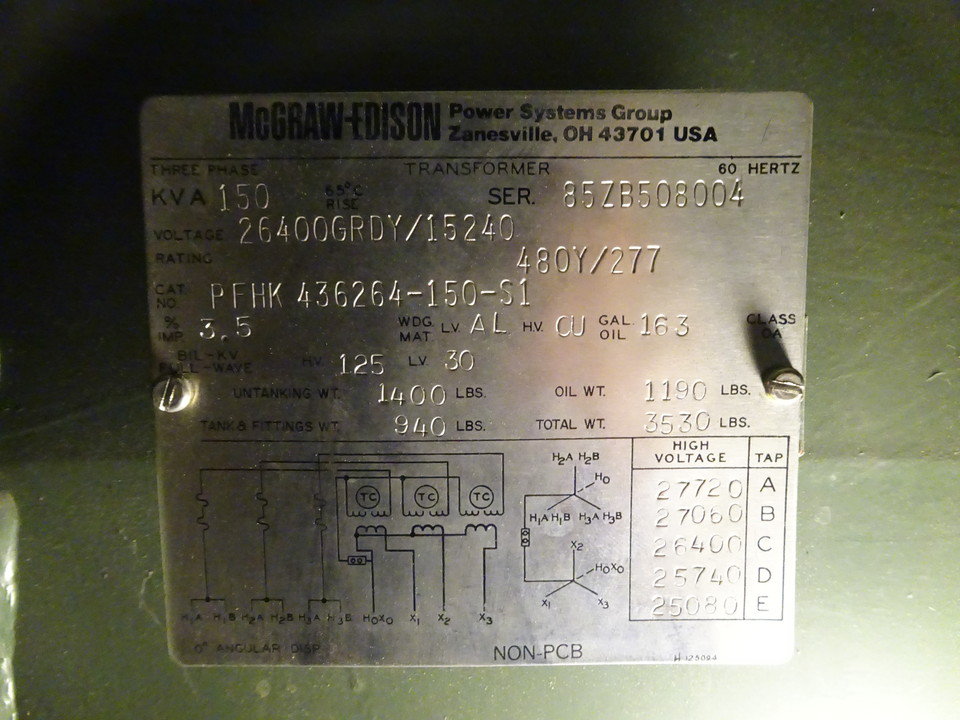 McGRAW-EDISON Power Systems Group
Zanesville, OH 43701 USA
THREE PHASE TRANSFORMER 60 HERTZ
KVA 150 65°C RISE SER. 85ZB508004
VOLTAGE RATING 26400GRDY/15240
480Y/277
CAT. NO. PFHK 436264-150-S1
% IMP. 3.5 WDG. MAT. LV. AL HV. CU GAL. OIL 163 CLASS OA
BIL-KV FULL-WAVE HV. 125 LV. 30
UNTANKING WT. 1400 LBS. OIL WT. 1190 LBS.
TANK & FITTINGS WT. 940 LBS. TOTAL WT. 3530 LBS.
HIGH VOLTAGE TAP
27720 A
27060 B
26400 C
25740 D
25080 E
TC TC TC
H2A H2B
H0
H1A H1B H3A H3B
X2
H0X0
X1 X3
H1A H1B H2A H2B H3A H3B H0X0 X1 X2 X3
0° ANGULAR DISP.
NON-PCB